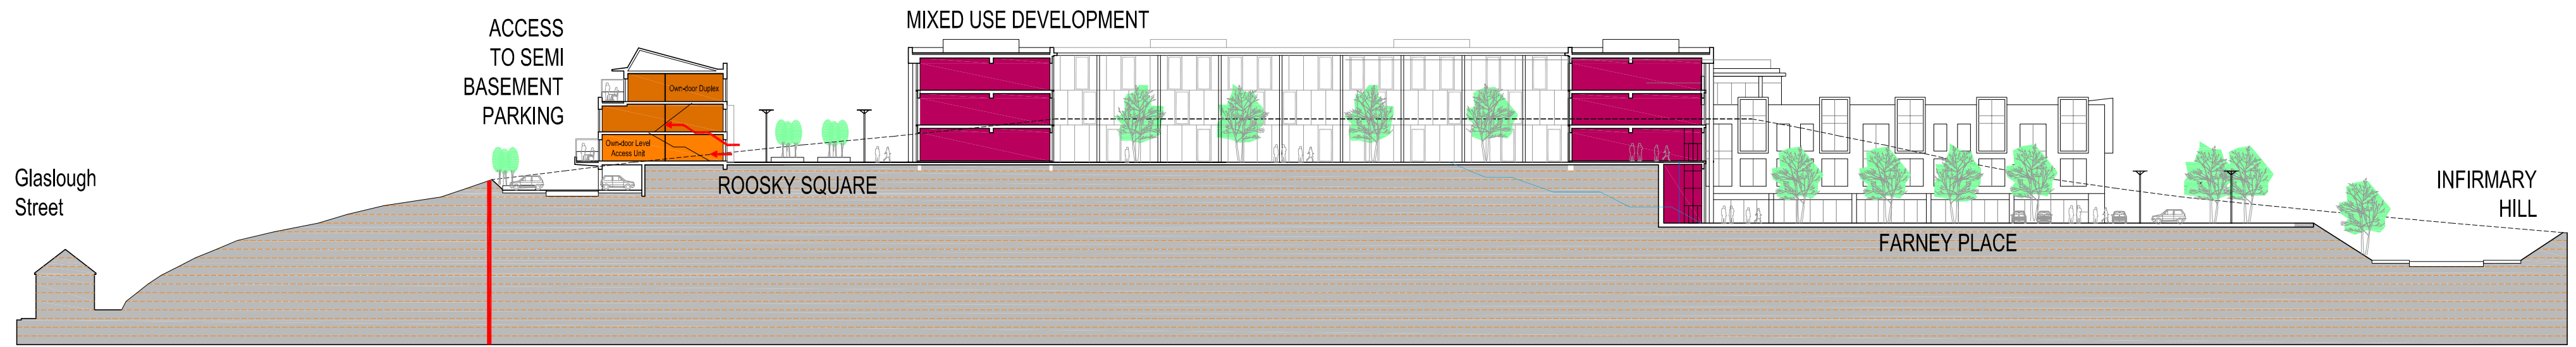 ACCESS
TO SEMI
BASEMENT
PARKING
MIXED USE DEVELOPMENT
Own-door Duplex
Own-door Level
Access Unit
Glaslough
Street
ROOSKY SQUARE
INFIRMARY
HILL
FARNEY PLACE